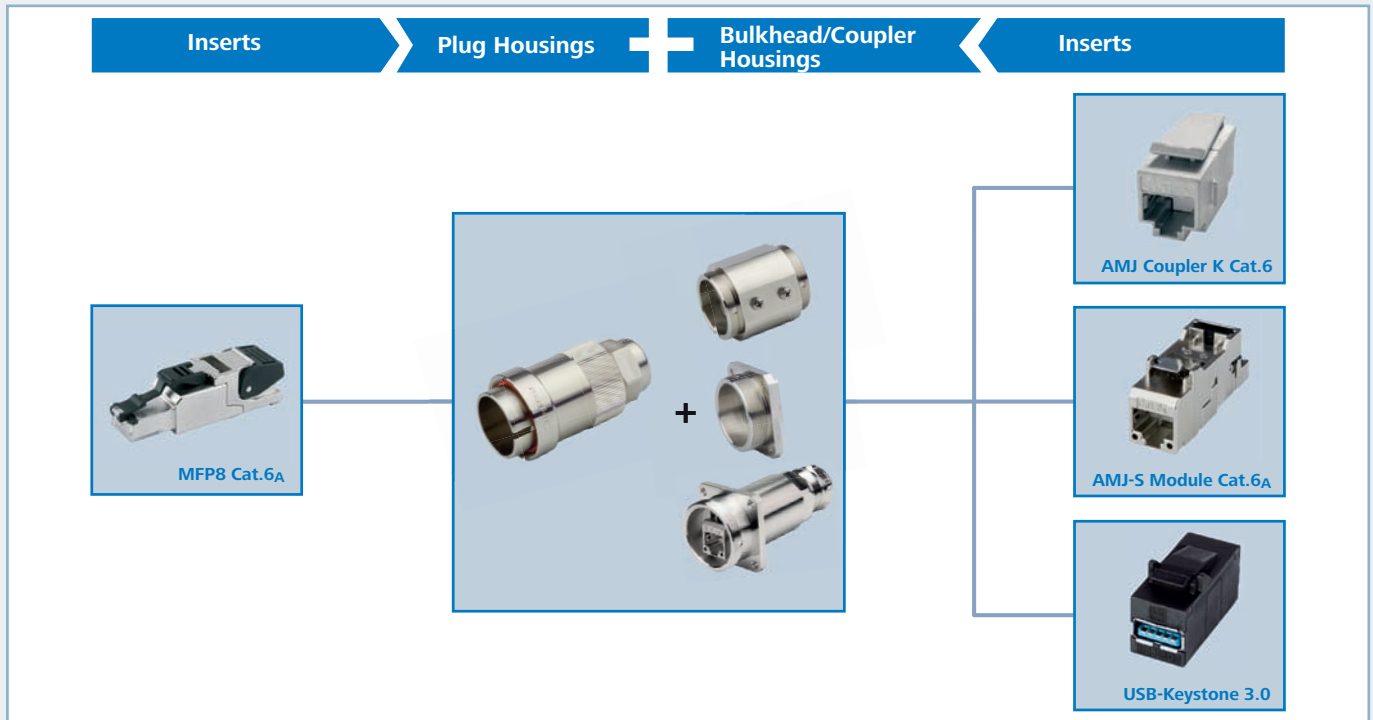 Inserts
Plug Housings
Bulkhead/Coupler
Housings
Inserts
+
AMJ Coupler K Cat.6
MFP8 Cat.6A
AMJ-S Module Cat.6A
USB-Keystone 3.0